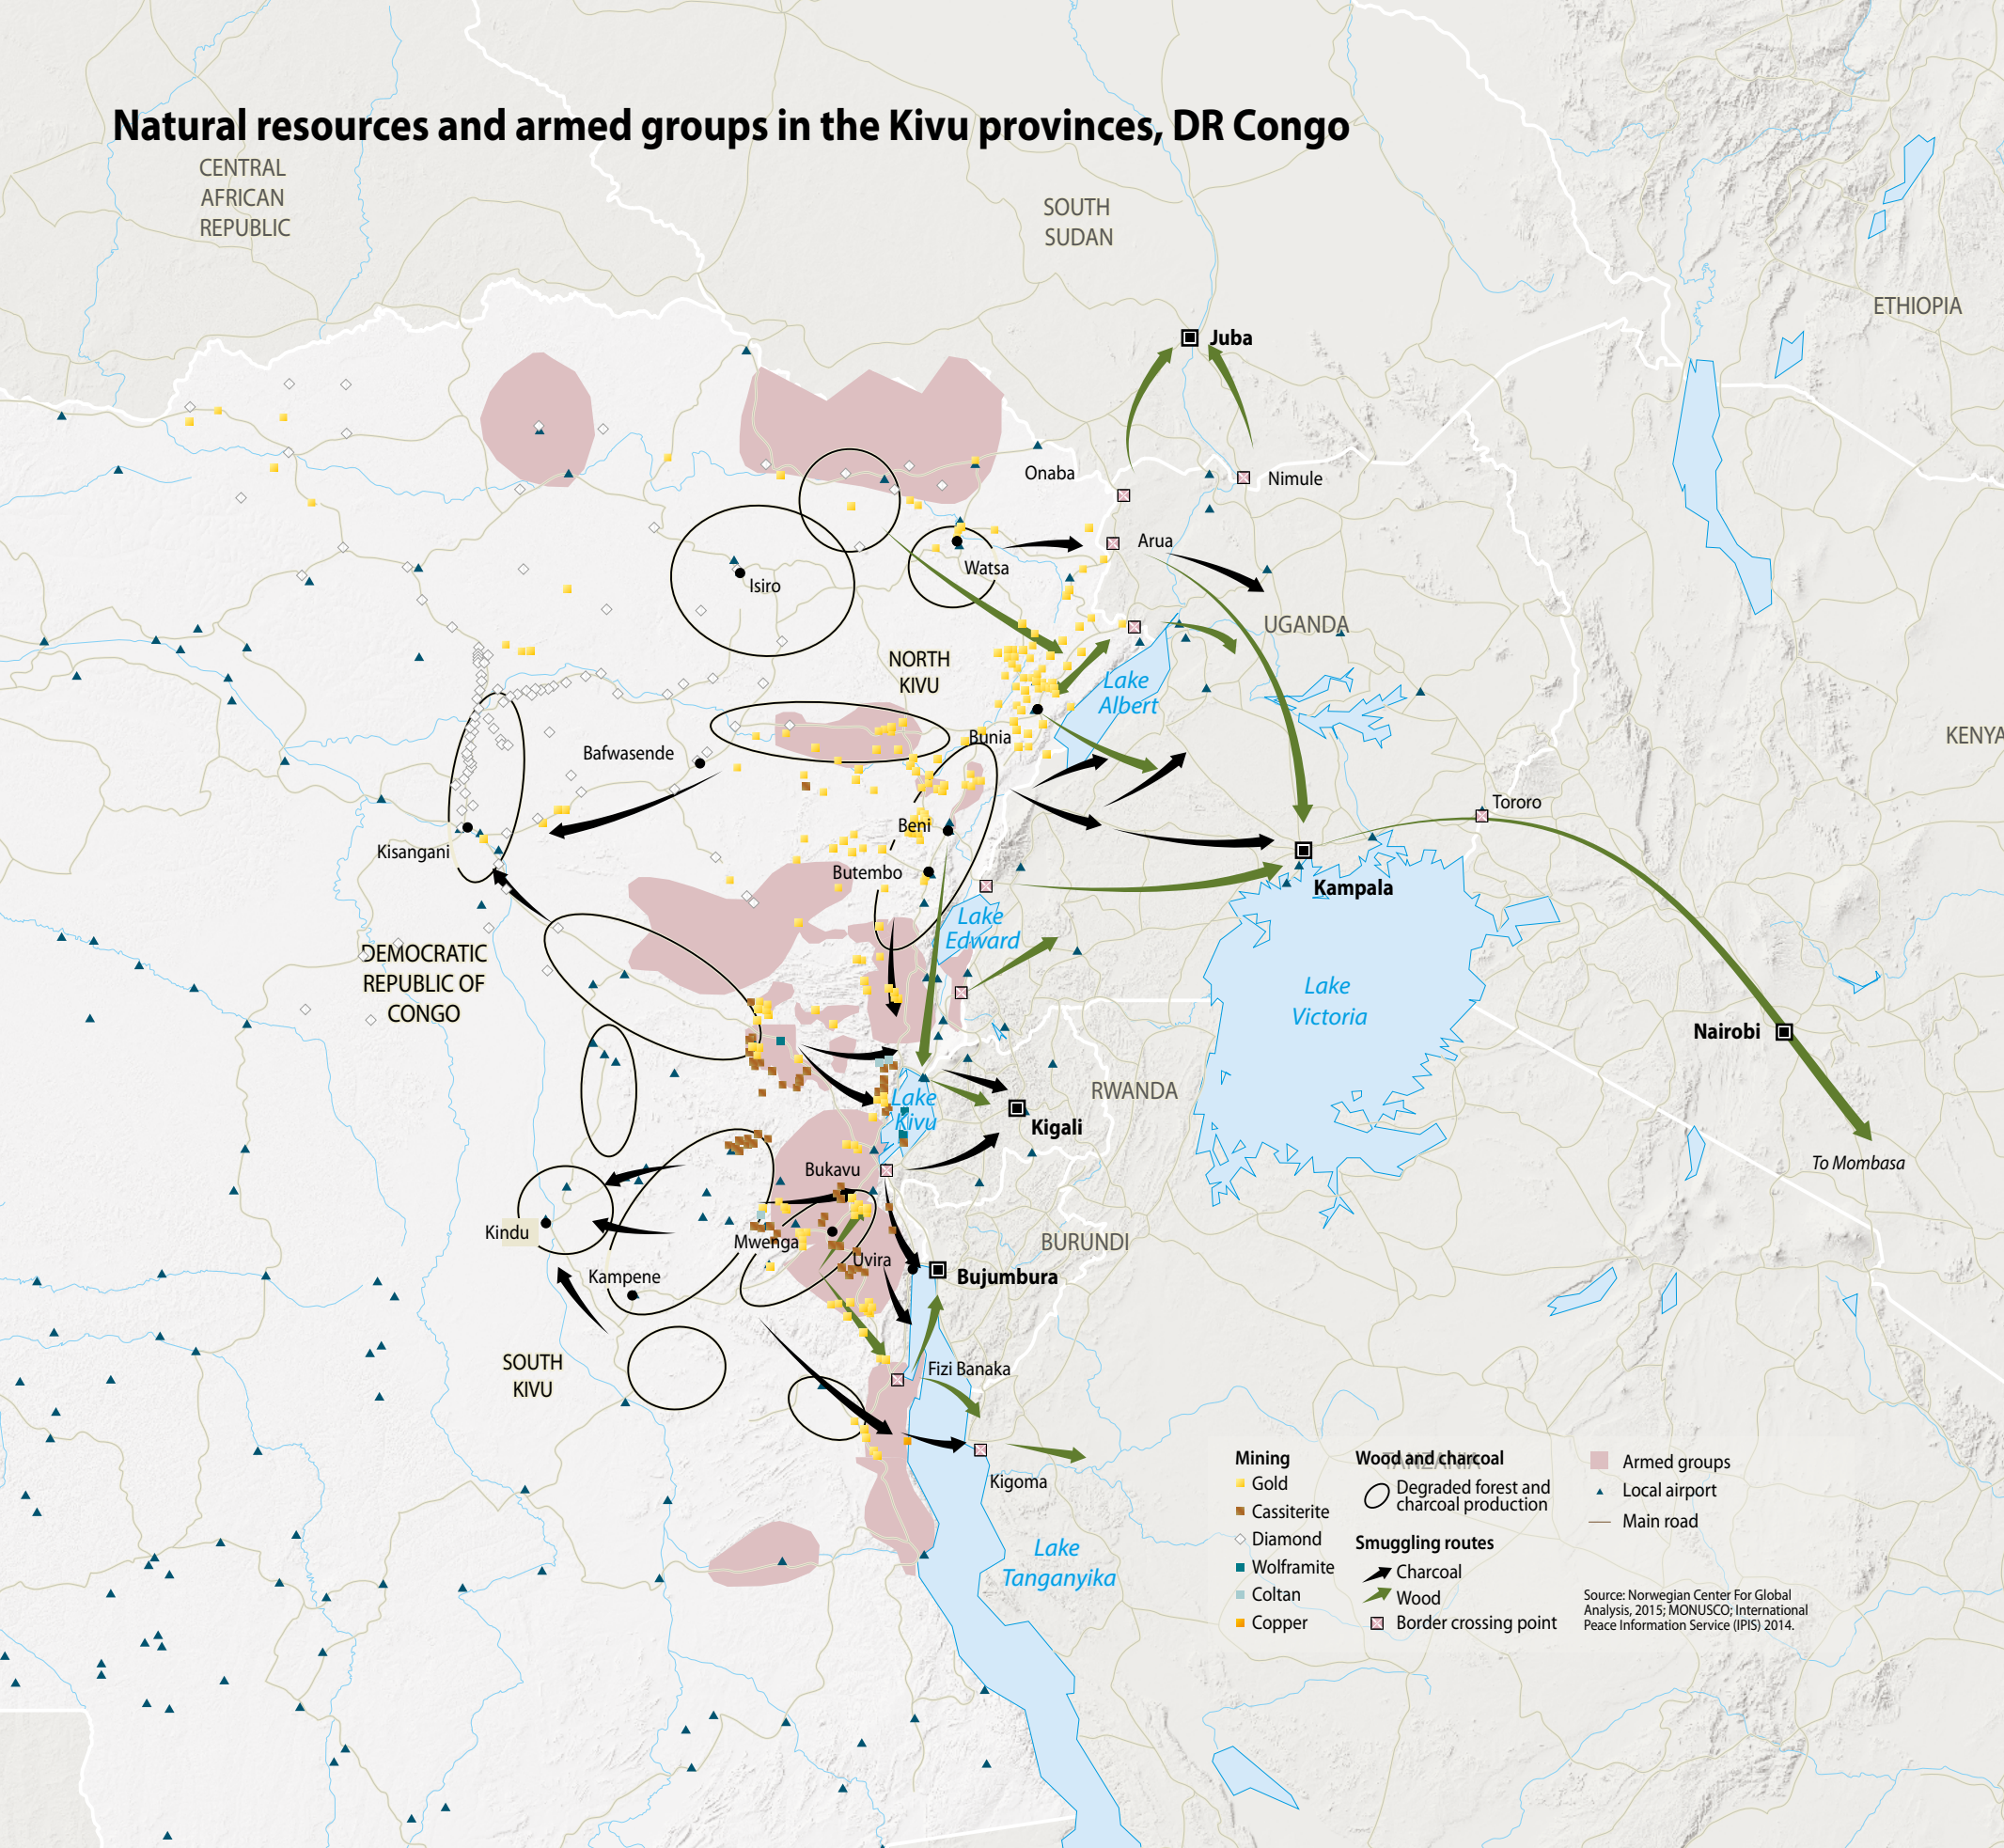 Natural resources and armed groups in the Kivu provinces, DR Congo
CENTRAL
AFRICAN
REPUBLIC
SOUTH
SUDAN
ETHIOPIA
Juba
Onaba
Nimule
Arua
Watsa
Isiro
UGANDA
NORTH
KIVU
Lake
Albert
Bunia
KENYA
Bafwasende
Tororo
Beni
Kisangani
Butembo
Kampala
Lake
Edward
DEMOCRATIC
REPUBLIC OF
CONGO
Lake
Victoria
Nairobi
RWANDA
Lake
Kivu
Kigali
To Mombasa
Bukavu
Kindu
Mwenga
BURUNDI
Uvira
Kampene
Bujumbura
SOUTH
KIVU
Fizi Banaka
Kigoma
TANZANIA
Lake
Tanganyika
Mining
Gold
Cassiterite
Diamond
Wolframite
Coltan
Copper
Wood and charcoal
Degraded forest and
charcoal production
Smuggling routes
Charcoal
Wood
Border crossing point
Armed groups
Local airport
Main road
Source: Norwegian Center For Global
Analysis, 2015; MONUSCO; International
Peace Information Service (IPIS) 2014.